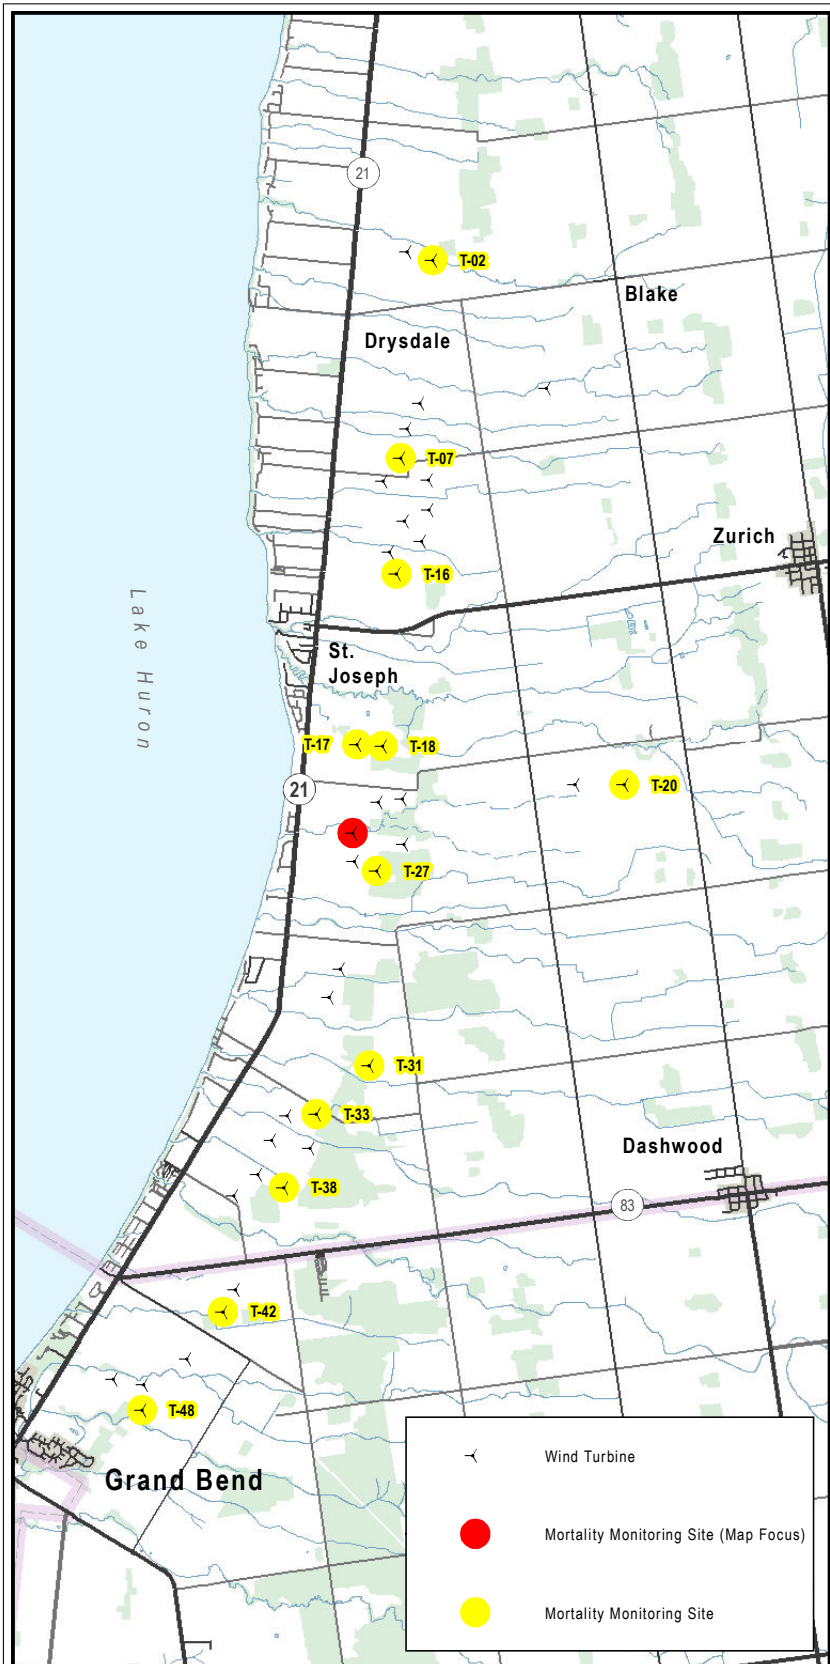 21
T-02
Blake
Drysdale
T-07
Zurich
T-16
Lake Huron
St.
Joseph
T-17
T-18
T-20
21
T-27
T-31
T-33
Dashwood
T-38
83
T-42
T-48
Grand Bend
Wind Turbine
Mortality Monitoring Site (Map Focus)
Mortality Monitoring Site